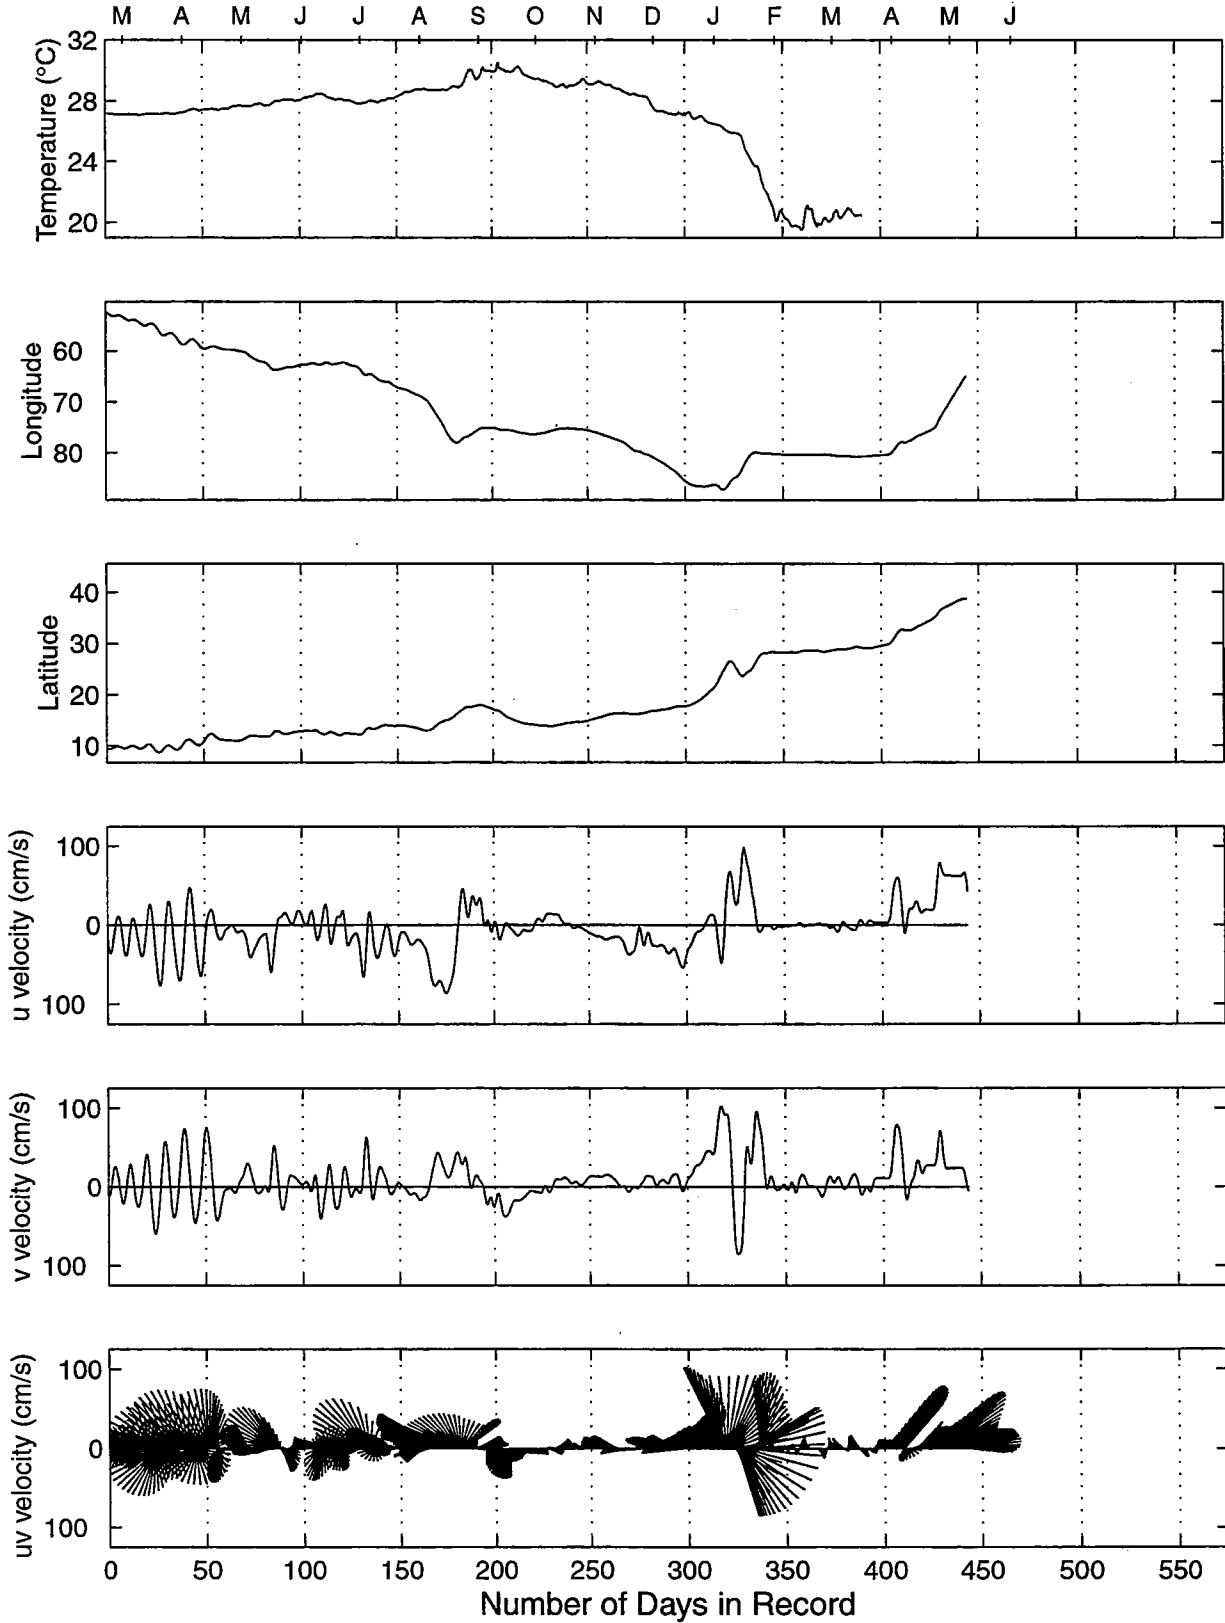 M A M J J A S O N D J F M A M J
Temperature (°C)
32
28
24
20
Longitude
60
70
80
Latitude
40
30
20
10
u velocity (cm/s)
100
0
100
v velocity (cm/s)
100
0
100
uv velocity (cm/s)
100
0
100
0 50 100 150 200 250 300 350 400 450 500 550
Number of Days in Record